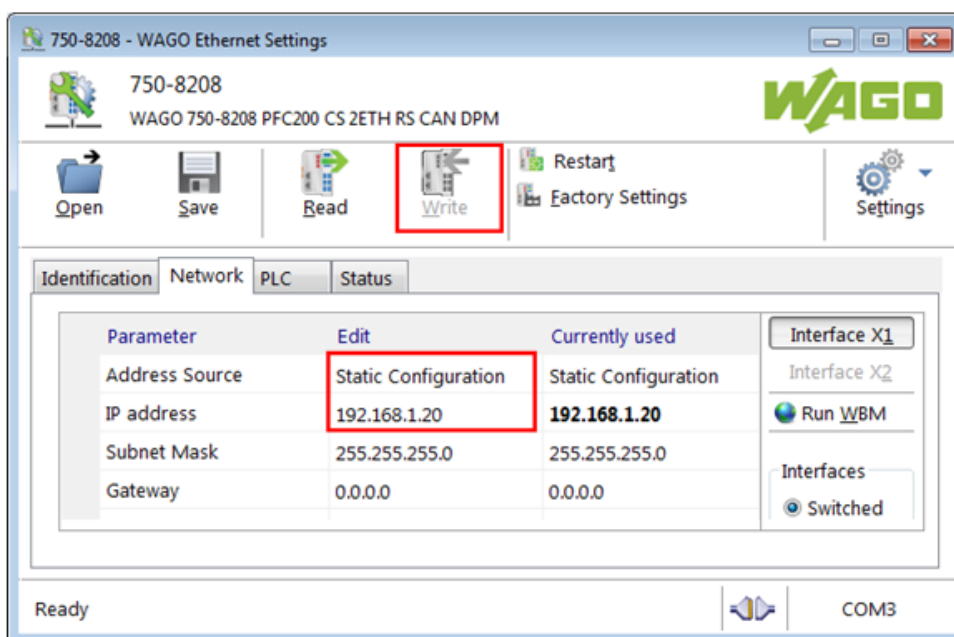 750-8208 - WAGO Ethernet Settings
750-8208
WAGO 750-8208 PFC200 CS 2ETH RS CAN DPM
WAGO
Open
Save
Read
Write
Restart
Factory Settings
Settings
Identification Network PLC Status
Parameter Edit Currently used
Address Source Static Configuration Static Configuration
IP address 192.168.1.20 192.168.1.20
Subnet Mask 255.255.255.0 255.255.255.0
Gateway 0.0.0.0 0.0.0.0
Interface X1
Interface X2
Run WBM
Interfaces
Switched
Ready COM3